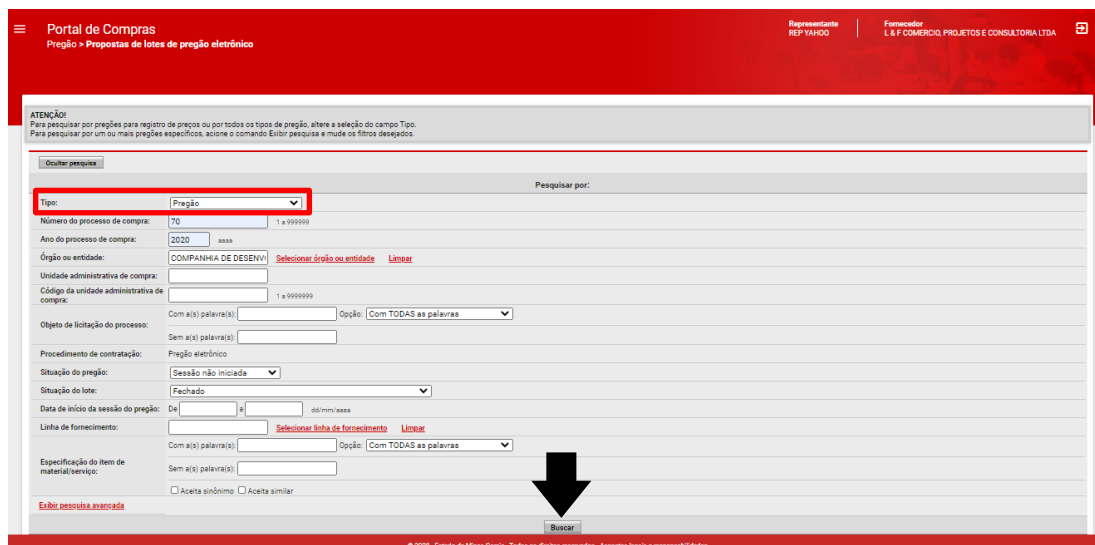 Portal de Compras
Pregão > Propostas de lotes de pregão eletrônico
Representante
REP YAHOO
Fornecedor
L & F COMERCIO, PROJETOS E CONSULTORIA LTDA
ATENÇÃO!
Para pesquisar por pregões para registro de preços ou por todos os tipos de pregão, altere a seleção do campo Tipo.
Para pesquisar por um ou mais pregões específicos, acione o comando Exibir pesquisa e mude os filtros desejados.
Ocultar pesquisa
Pesquisar por:
Tipo: Pregão
Número do processo de compra: 70 1 a 999999
Ano do processo de compra: 2020 aaaa
Órgão ou entidade: COMPANHIA DE DESENV Selecionar órgão ou entidade Limpar
Unidade administrativa de compra:
Código da unidade administrativa de compra: 1 a 9999999
Objeto de licitação do processo: Com a(s) palavra(s): Opção: Com TODAS as palavras
Sem a(s) palavra(s):
Procedimento de contratação: Pregão eletrônico
Situação do pregão: Sessão não iniciada
Situação do lote: Fechado
Data de início da sessão do pregão: De a dd/mm/aaaa
Linha de fornecimento: Selecionar linha de fornecimento Limpar
Especificação do item de material/serviço: Com a(s) palavra(s): Opção: Com TODAS as palavras
Sem a(s) palavra(s):
Aceita sinônimo Aceita similar
Exibir pesquisa avançada
Buscar